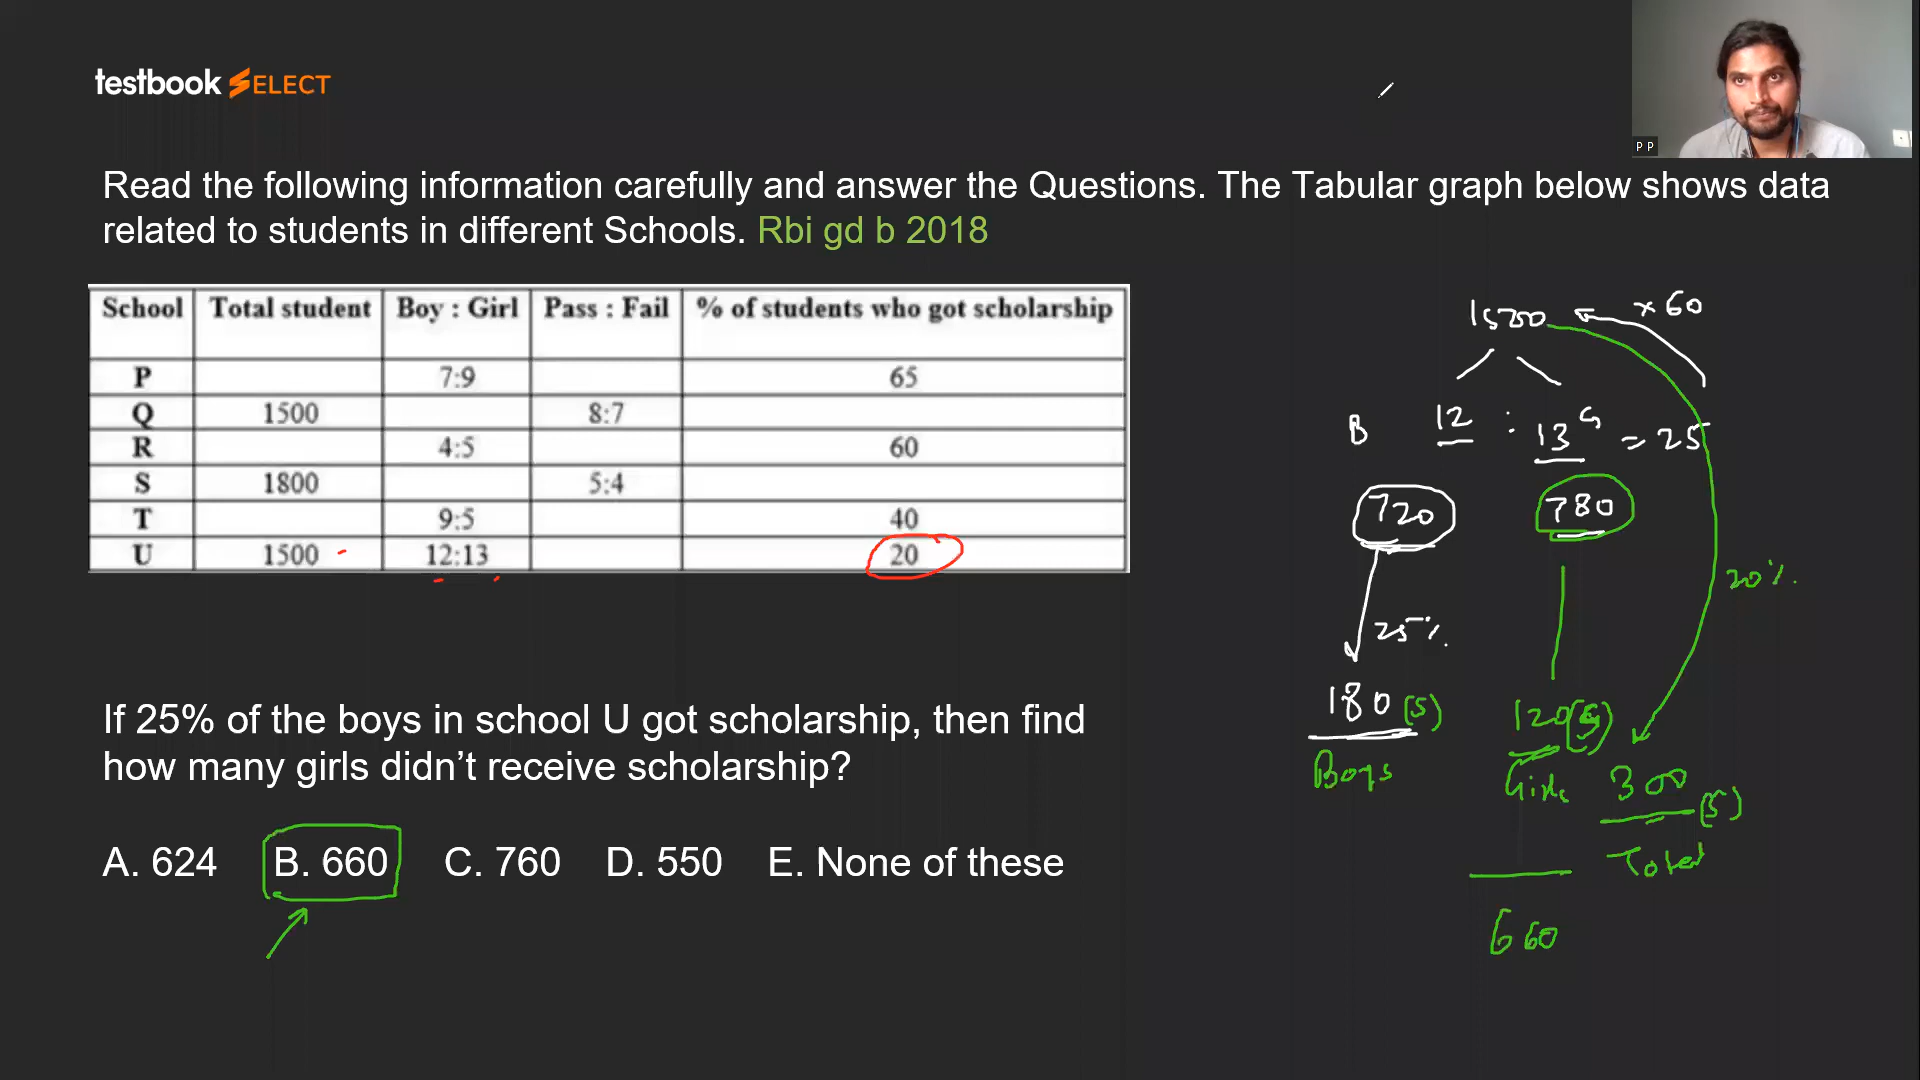 testbook SELECT
P P
Read the following information carefully and answer the Questions. The Tabular graph below shows data
related to students in different Schools. Rbi gd b 2018
School Total student Boy : Girl Pass : Fail % of students who got scholarship
P 7:9 65
Q 1500 8:7
R 4:5 60
S 1800 5:4
T 9:5 40
U 1500 12:13 20
If 25% of the boys in school U got scholarship, then find
how many girls didn’t receive scholarship?
A. 624 B. 660 C. 760 D. 550 E. None of these
1500 × 60
B 12 : 13 G = 25
720 780
20%.
25%.
180 (S) 120 (S)
Boys Girls 300 (S)
Total
660